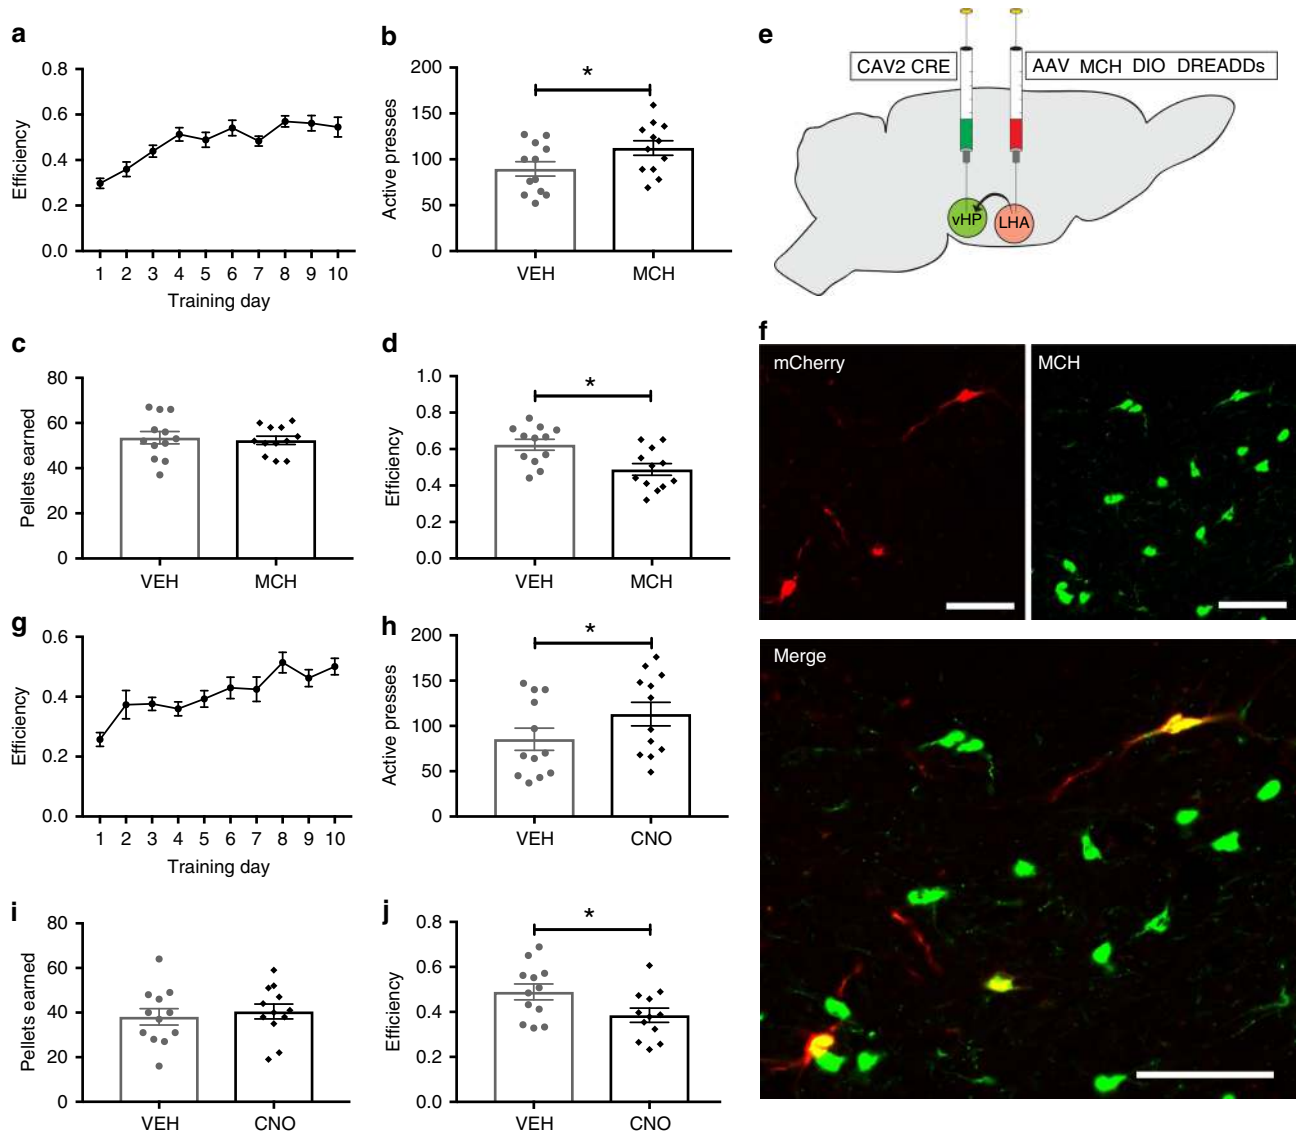 a
0.8
0.6
0.4
0.2
0.0
Efficiency
1 2 3 4 5 6 7 8 9 10
Training day
b
200
150
100
50
0
Active presses
*
VEH MCH
c
80
60
40
20
0
Pellets earned
VEH MCH
d
1.0
0.8
0.6
0.4
0.2
0.0
Efficiency
*
VEH MCH
e
CAV2 CRE
AAV MCH DIO DREADDs
vHP LHA
f
mCherry
MCH
Merge
g
0.6
0.4
0.2
0.0
Efficiency
1 2 3 4 5 6 7 8 9 10
Training day
h
200
150
100
50
0
Active presses
*
VEH CNO
i
80
60
40
20
0
Pellets earned
VEH CNO
j
0.8
0.6
0.4
0.2
0.0
Efficiency
*
VEH CNO